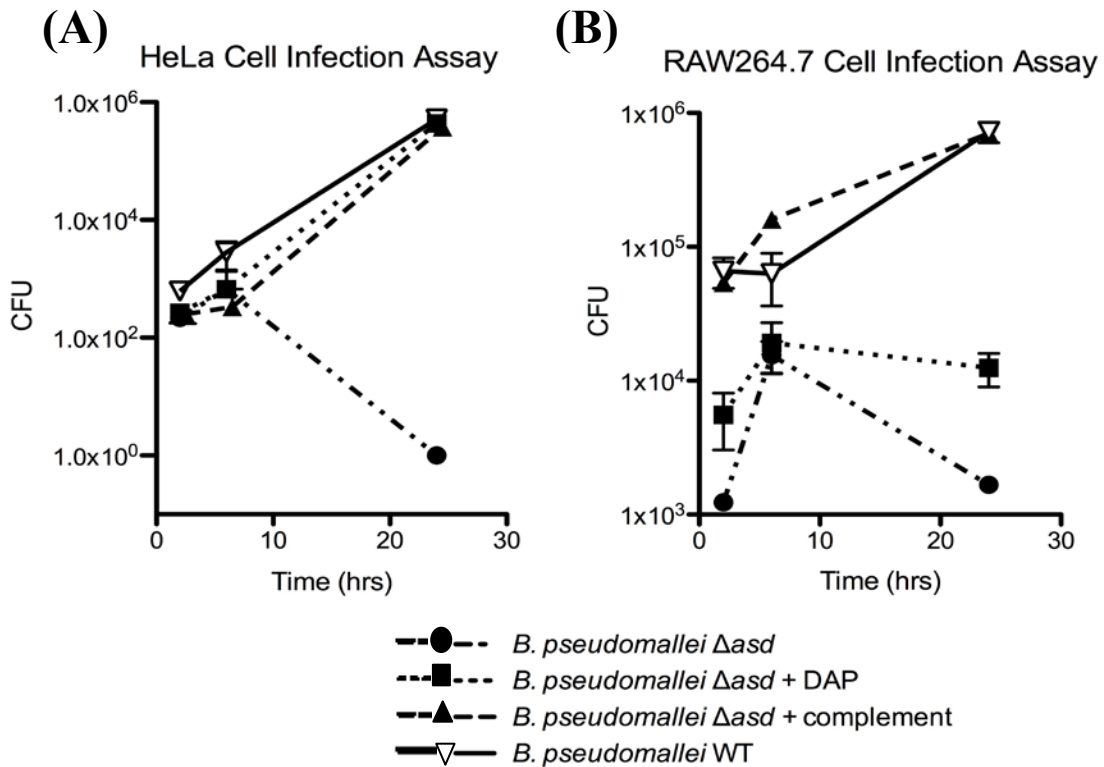 (A)
HeLa Cell Infection Assay
1.0x10⁶
1.0x10⁴
1.0x10²
1.0x10⁰
CFU
0 10 20 30
Time (hrs)
(B)
RAW264.7 Cell Infection Assay
1x10⁶
1x10⁵
1x10⁴
1x10³
CFU
0 10 20 30
Time (hrs)
B. pseudomallei Δasd
B. pseudomallei Δasd + DAP
B. pseudomallei Δasd + complement
B. pseudomallei WT